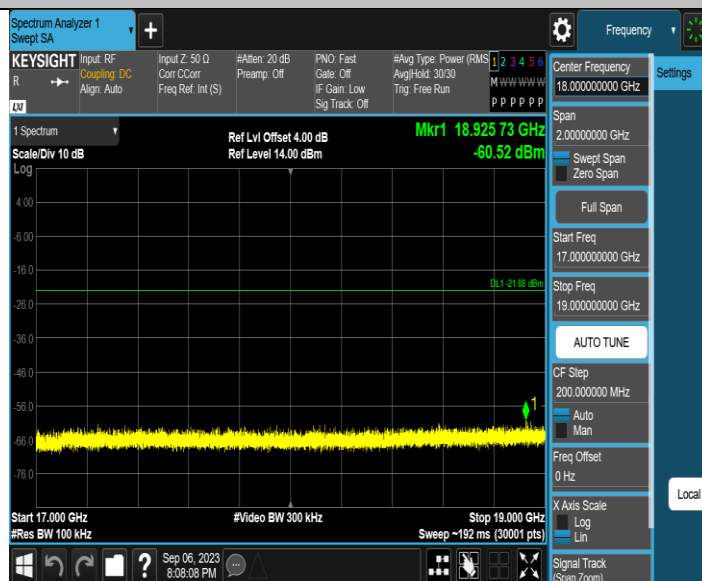 Spectrum Analyzer 1
Swept SA
+
Frequency
KEYSIGHT
R
LXI
Input: RF
Coupling: DC
Align: Auto
Input Z: 50 Ω
Corr CCorr
Freq Ref: Int (S)
#Atten: 20 dB
Preamp: Off
PNO: Fast
Gate: Off
IF Gain: Low
Sig Track: Off
#Avg Type: Power (RMS
Avg|Hold: 30/30
Trig: Free Run
1 2 3 4 5 6
M W W W W W
P P P P P P
1 Spectrum
Scale/Div 10 dB
Log
Ref Lvl Offset 4.00 dB
Ref Level 14.00 dBm
Mkr1 18.925 73 GHz
-60.52 dBm
4.00
-6.00
-16.0
-26.0
-36.0
-46.0
-56.0
-66.0
-76.0
DL1 -21.88 dBm
1
Start 17.000 GHz
#Res BW 100 kHz
#Video BW 300 kHz
Stop 19.000 GHz
Sweep ~192 ms (30001 pts)
?
Sep 06, 2023
8:08:08 PM
Center Frequency
18.000000000 GHz
Span
2.00000000 GHz
Swept Span
Zero Span
Full Span
Start Freq
17.000000000 GHz
Stop Freq
19.000000000 GHz
AUTO TUNE
CF Step
200.000000 MHz
Auto
Man
Freq Offset
0 Hz
X Axis Scale
Log
Lin
Signal Track
(Span Zoom)
Settings
Local